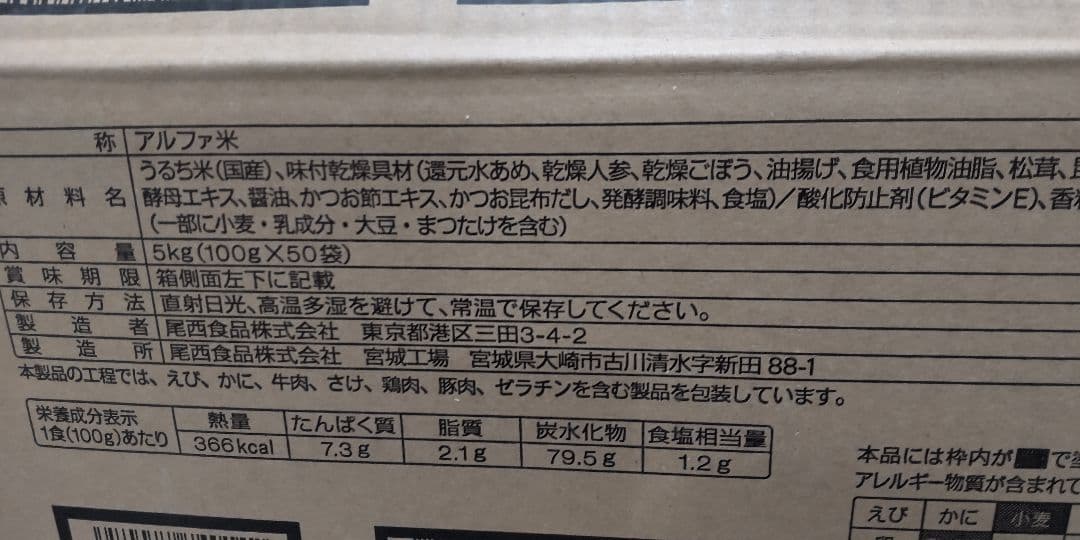 称 アルファ米
うるち米(国産)、味付乾燥具材(還元水あめ、乾燥人参、乾燥ごぼう、油揚げ、食用植物油脂、松茸、
原材料名 酵母エキス、醤油、かつお節エキス、かつお昆布だし、発酵調味料、食塩)/酸化防止剤(ビタミンE)、香料
(一部に小麦・乳成分・大豆・まつたけを含む)
内容量 5kg(100g×50袋)
賞味期限 箱側面左下に記載
保存方法 直射日光、高温多湿を避けて、常温で保存してください。
製造者 尾西食品株式会社 東京都港区三田3-4-2
製造所 尾西食品株式会社 宮城工場 宮城県大崎市古川清水字新田88-1
本製品の工程では、えび、かに、牛肉、さけ、鶏肉、豚肉、ゼラチンを含む製品を包装しています。
栄養成分表示 熱量 たんぱく質 脂質 炭水化物 食塩相当量
1食(100g)あたり 366kcal 7.3g 2.1g 79.5g 1.2g
本品には枠内が■で
アレルギー物質が含まれて
えび かに 小麦